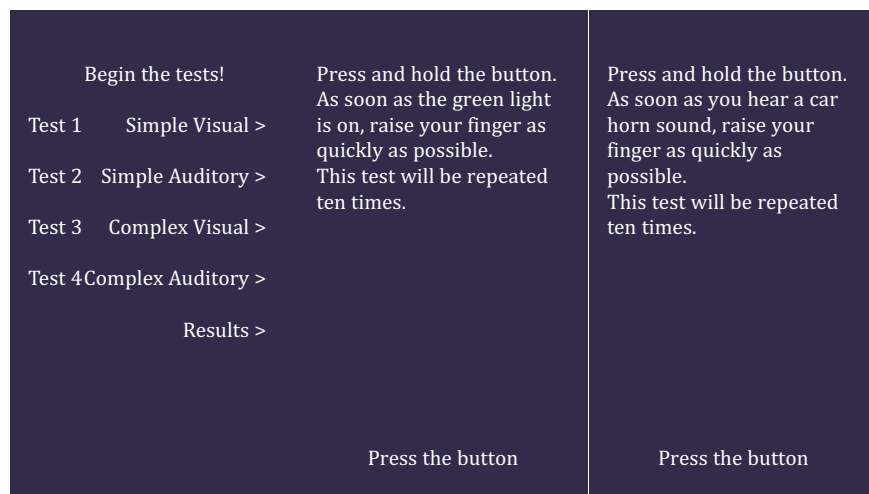 Begin the tests!
Test 1 Simple Visual >
Test 2 Simple Auditory >
Test 3 Complex Visual >
Test 4Complex Auditory >
Results >
Press and hold the button.
As soon as the green light
is on, raise your finger as
quickly as possible.
This test will be repeated
ten times.
Press the button
Press and hold the button.
As soon as you hear a car
horn sound, raise your
finger as quickly as
possible.
This test will be repeated
ten times.
Press the button